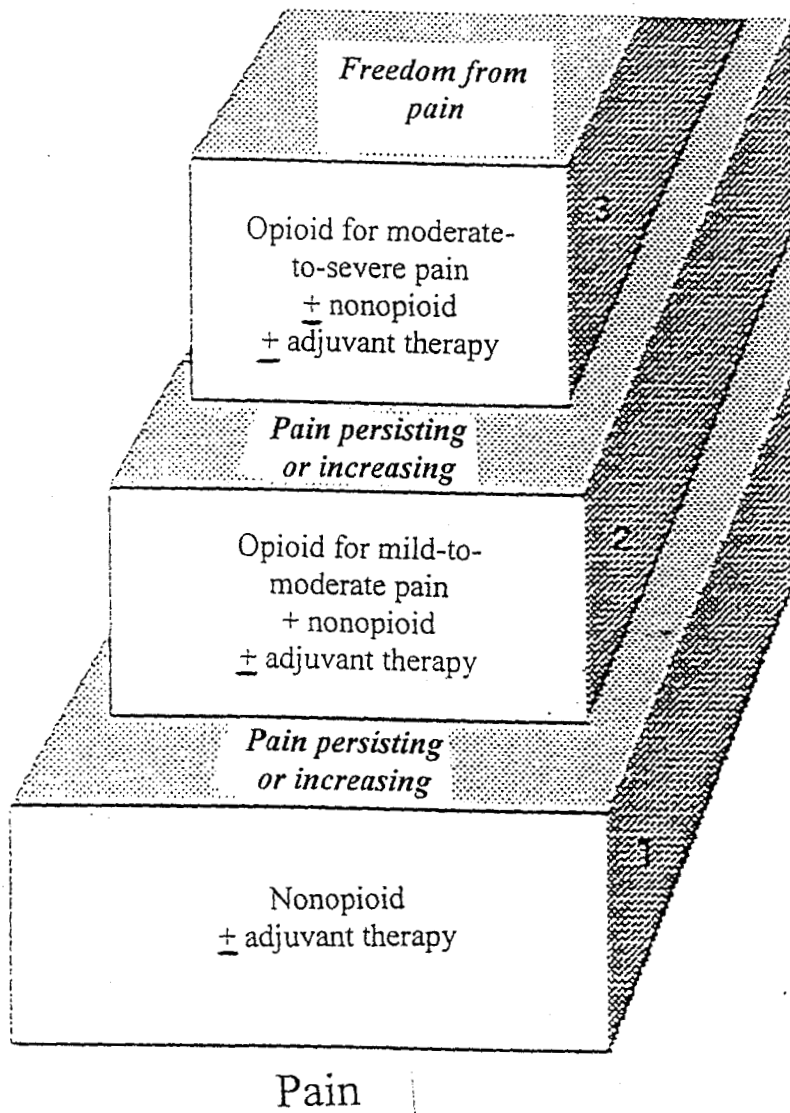 Freedom from
pain
3
Opioid for moderate-
to-severe pain
± nonopioid
± adjuvant therapy
Pain persisting
or increasing
2
Opioid for mild-to-
moderate pain
+ nonopioid
± adjuvant therapy
Pain persisting
or increasing
1
Nonopioid
± adjuvant therapy
Pain